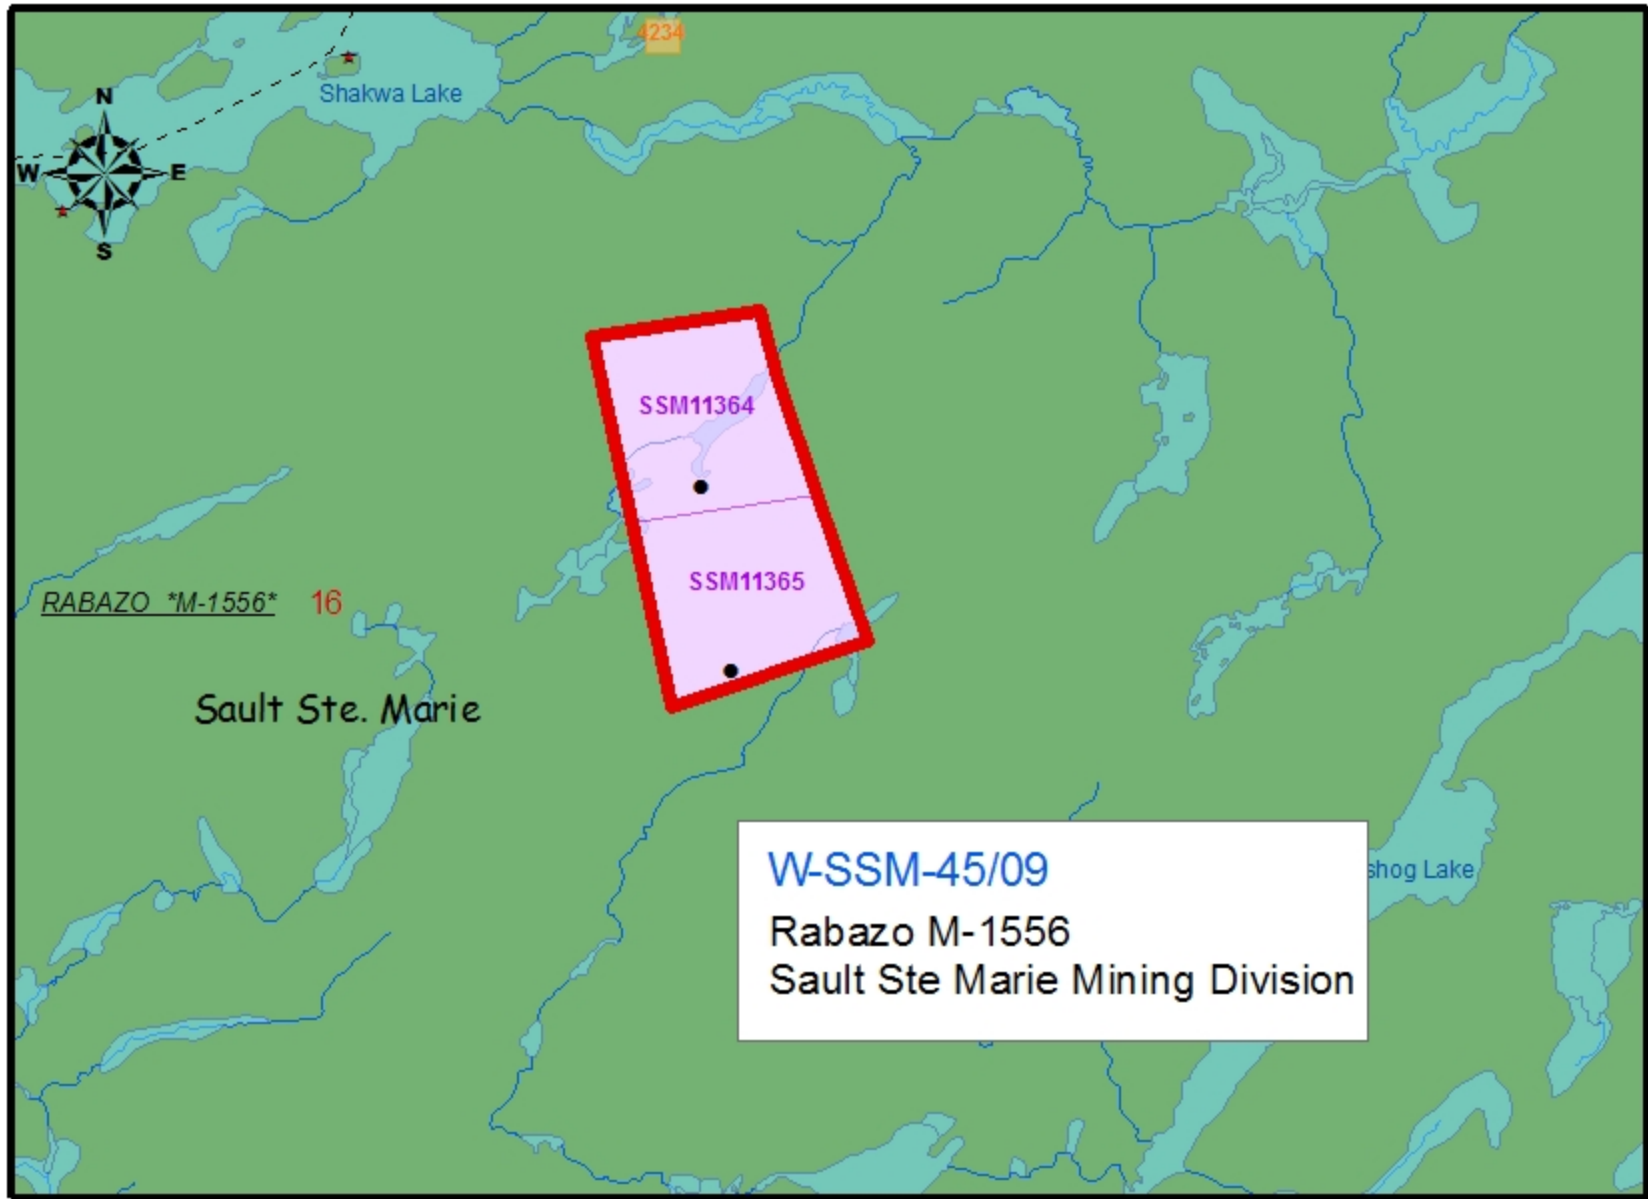 4234
Shakwa Lake
N
W E
S
SSM11364
SSM11365
RABAZO *M-1556* 16
Sault Ste. Marie
W-SSM-45/09
Rabazo M-1556
Sault Ste Marie Mining Division
shog Lake